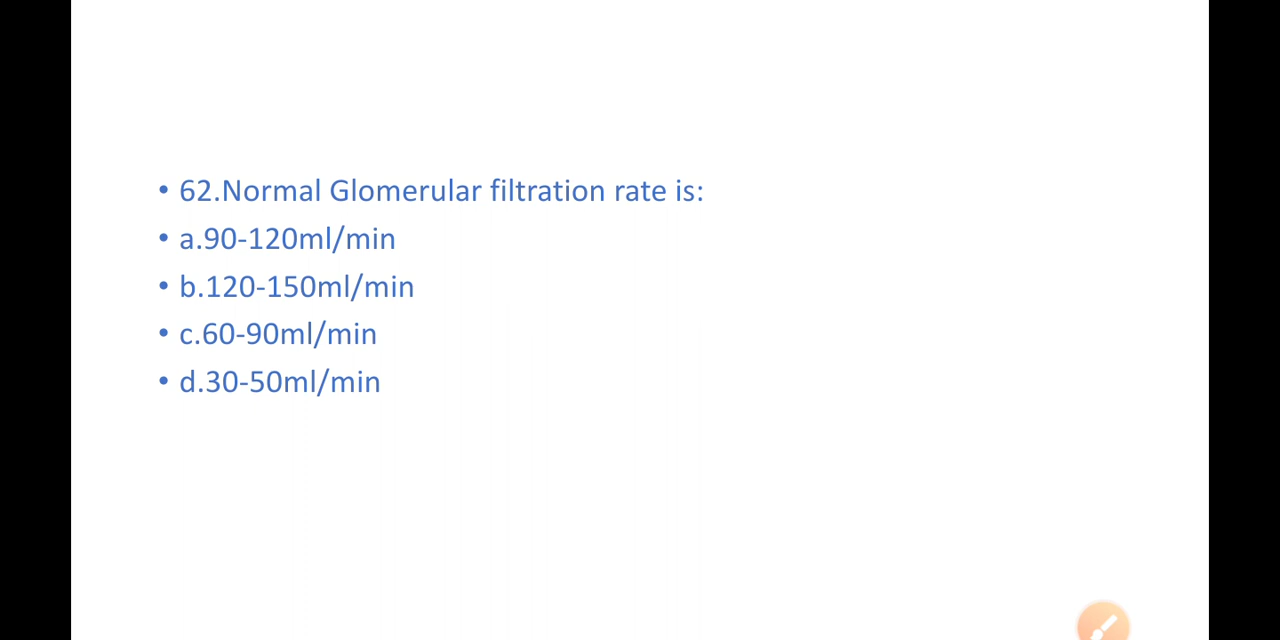 • 62.Normal Glomerular filtration rate is:
• a.90-120ml/min
• b.120-150ml/min
• c.60-90ml/min
• d.30-50ml/min